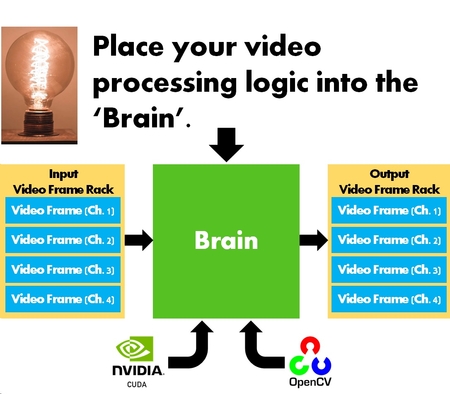 Place your video
processing logic into the
‘Brain’.
Input
Video Frame Rack
Video Frame (Ch. 1)
Video Frame (Ch. 2)
Video Frame (Ch. 3)
Video Frame (Ch. 4)
Brain
Output
Video Frame Rack
Video Frame (Ch. 1)
Video Frame (Ch. 2)
Video Frame (Ch. 3)
Video Frame (Ch. 4)
NVIDIA
CUDA
OpenCV